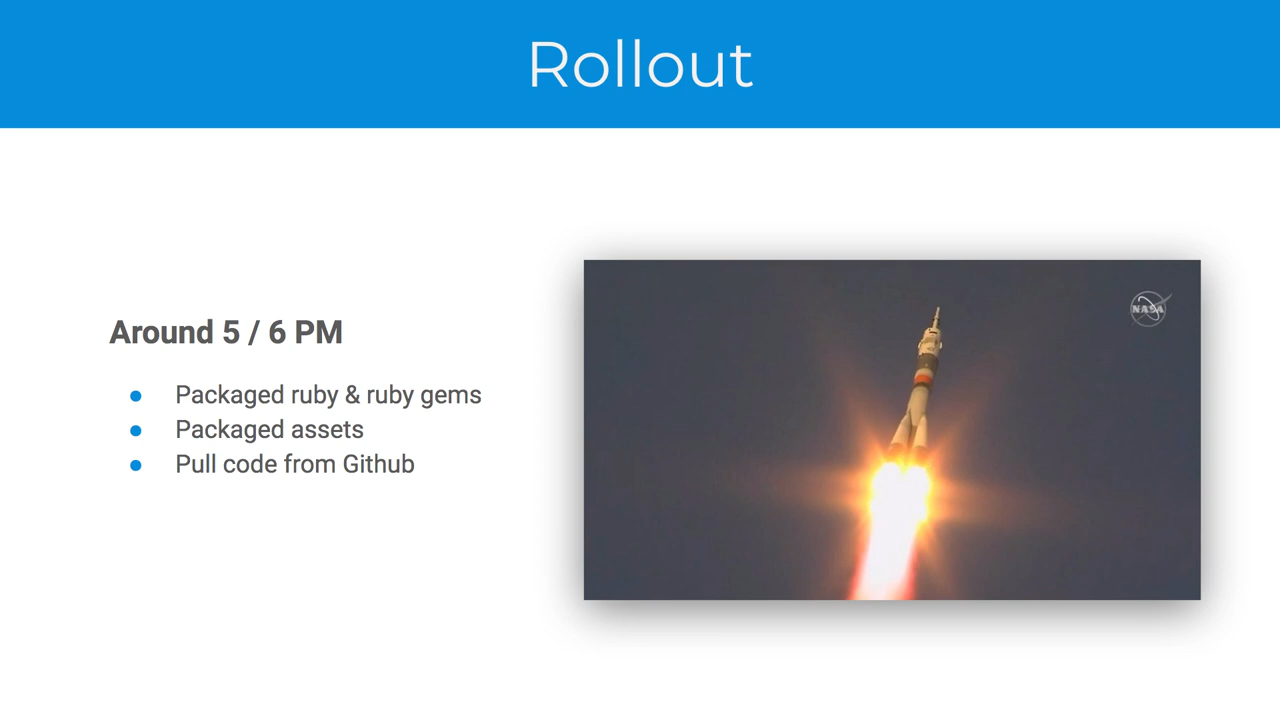 Rollout
Around 5 / 6 PM
Packaged ruby & ruby gems
Packaged assets
Pull code from Github
NASA